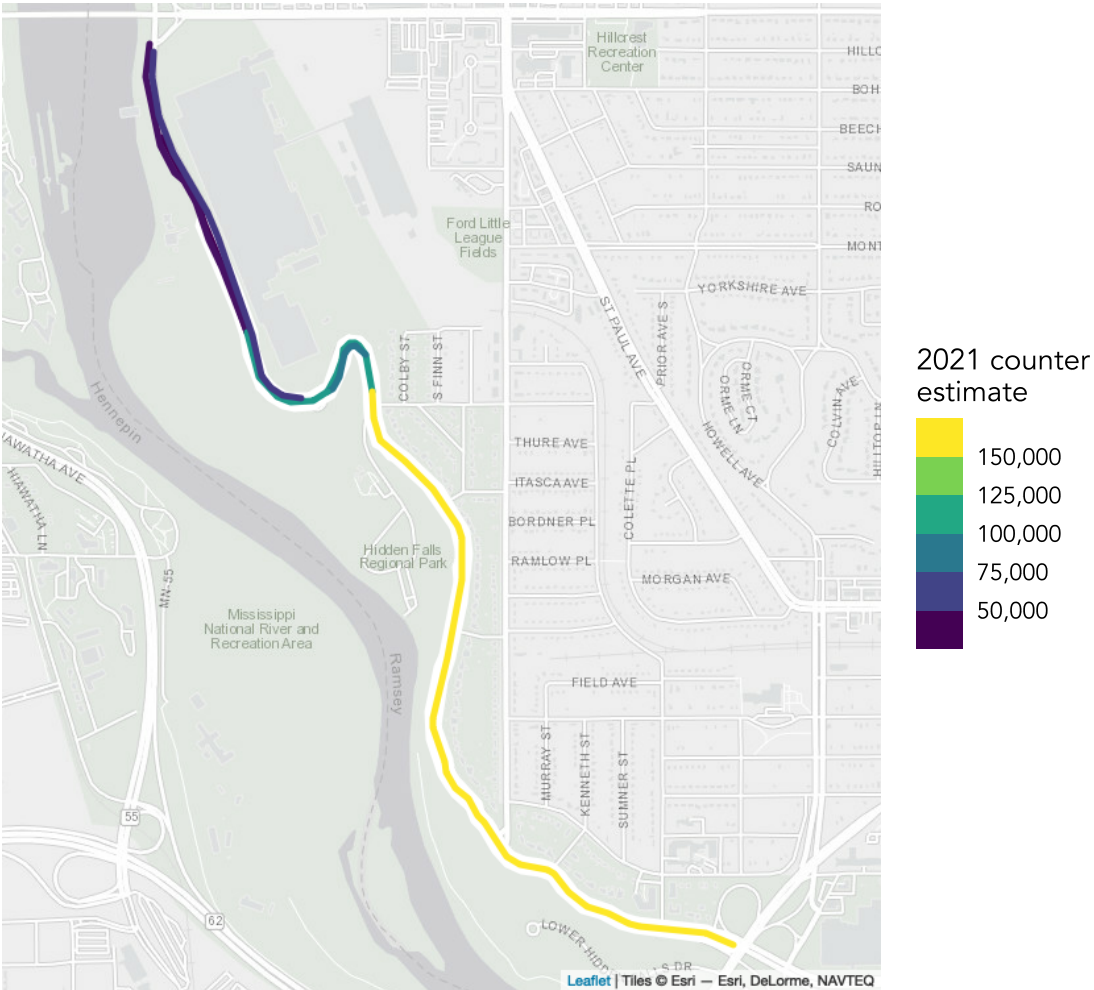 Hillcrest
Recreation
Center
HILLC
BOH
BEECH
SAUN
RO
MONT
Ford Little
League
Fields
YORKSHIRE AVE
ST PAUL AVE
PRIOR AVE S
COLBY ST
S FINN ST
ORME CT
ORME LN
COLVIN AVE
HILLTOP LN
2021 counter
estimate
150,000
125,000
100,000
75,000
50,000
Hennepin
IAWATHA AVE
HIAWATHA LN
THURE AVE
ITASCA AVE
BORDNER PL
RAMLOW PL
COLETTE PL
HOWELL AVE
MORGAN AVE
Hidden Falls
Regional Park
MN-55
Mississippi
National River and
Recreation Area
Ramsey
FIELD AVE
MURRAY ST
KENNETH ST
SUMNER ST
55
62
LOWER HIDD
LLS DR
Leaflet | Tiles © Esri — Esri, DeLorme, NAVTEQ